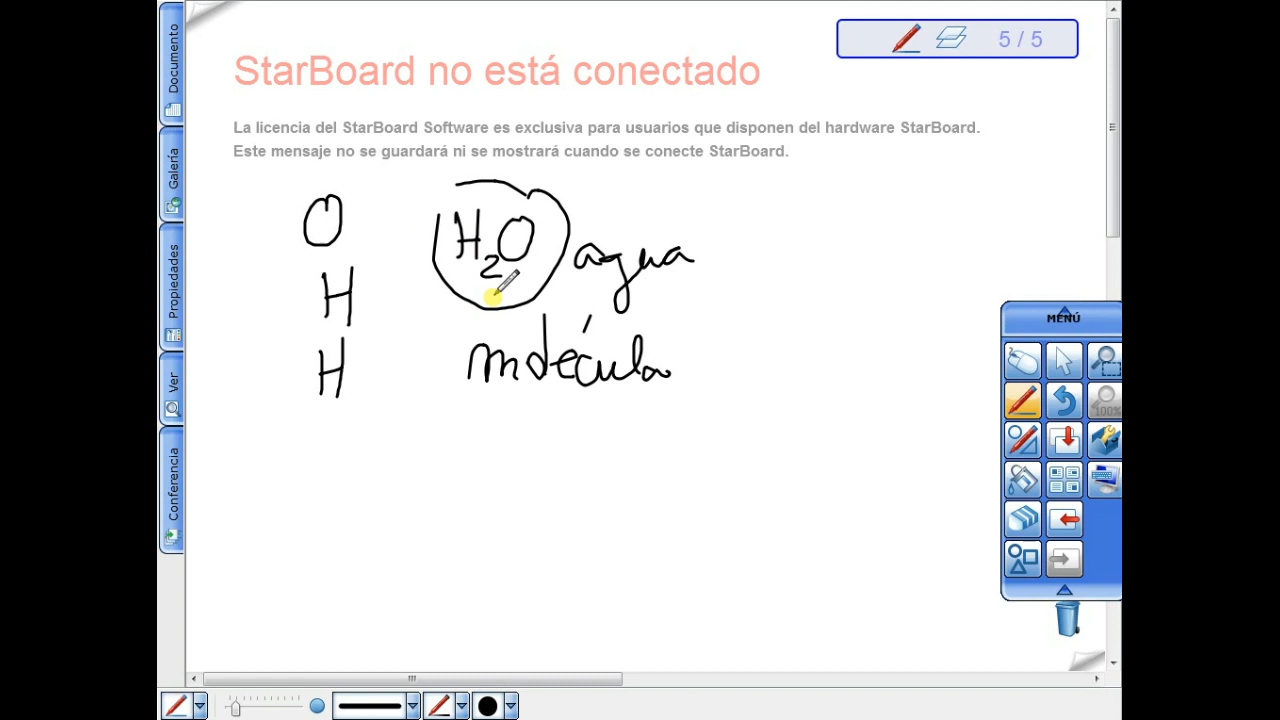 Documento
Galería
Propiedades
Ver
Conferencia
5 / 5
StarBoard no está conectado
La licencia del StarBoard Software es exclusiva para usuarios que disponen del hardware StarBoard.
Este mensaje no se guardará ni se mostrará cuando se conecte StarBoard.
O
H
H
H₂O agua
molécula
MENÚ
100%